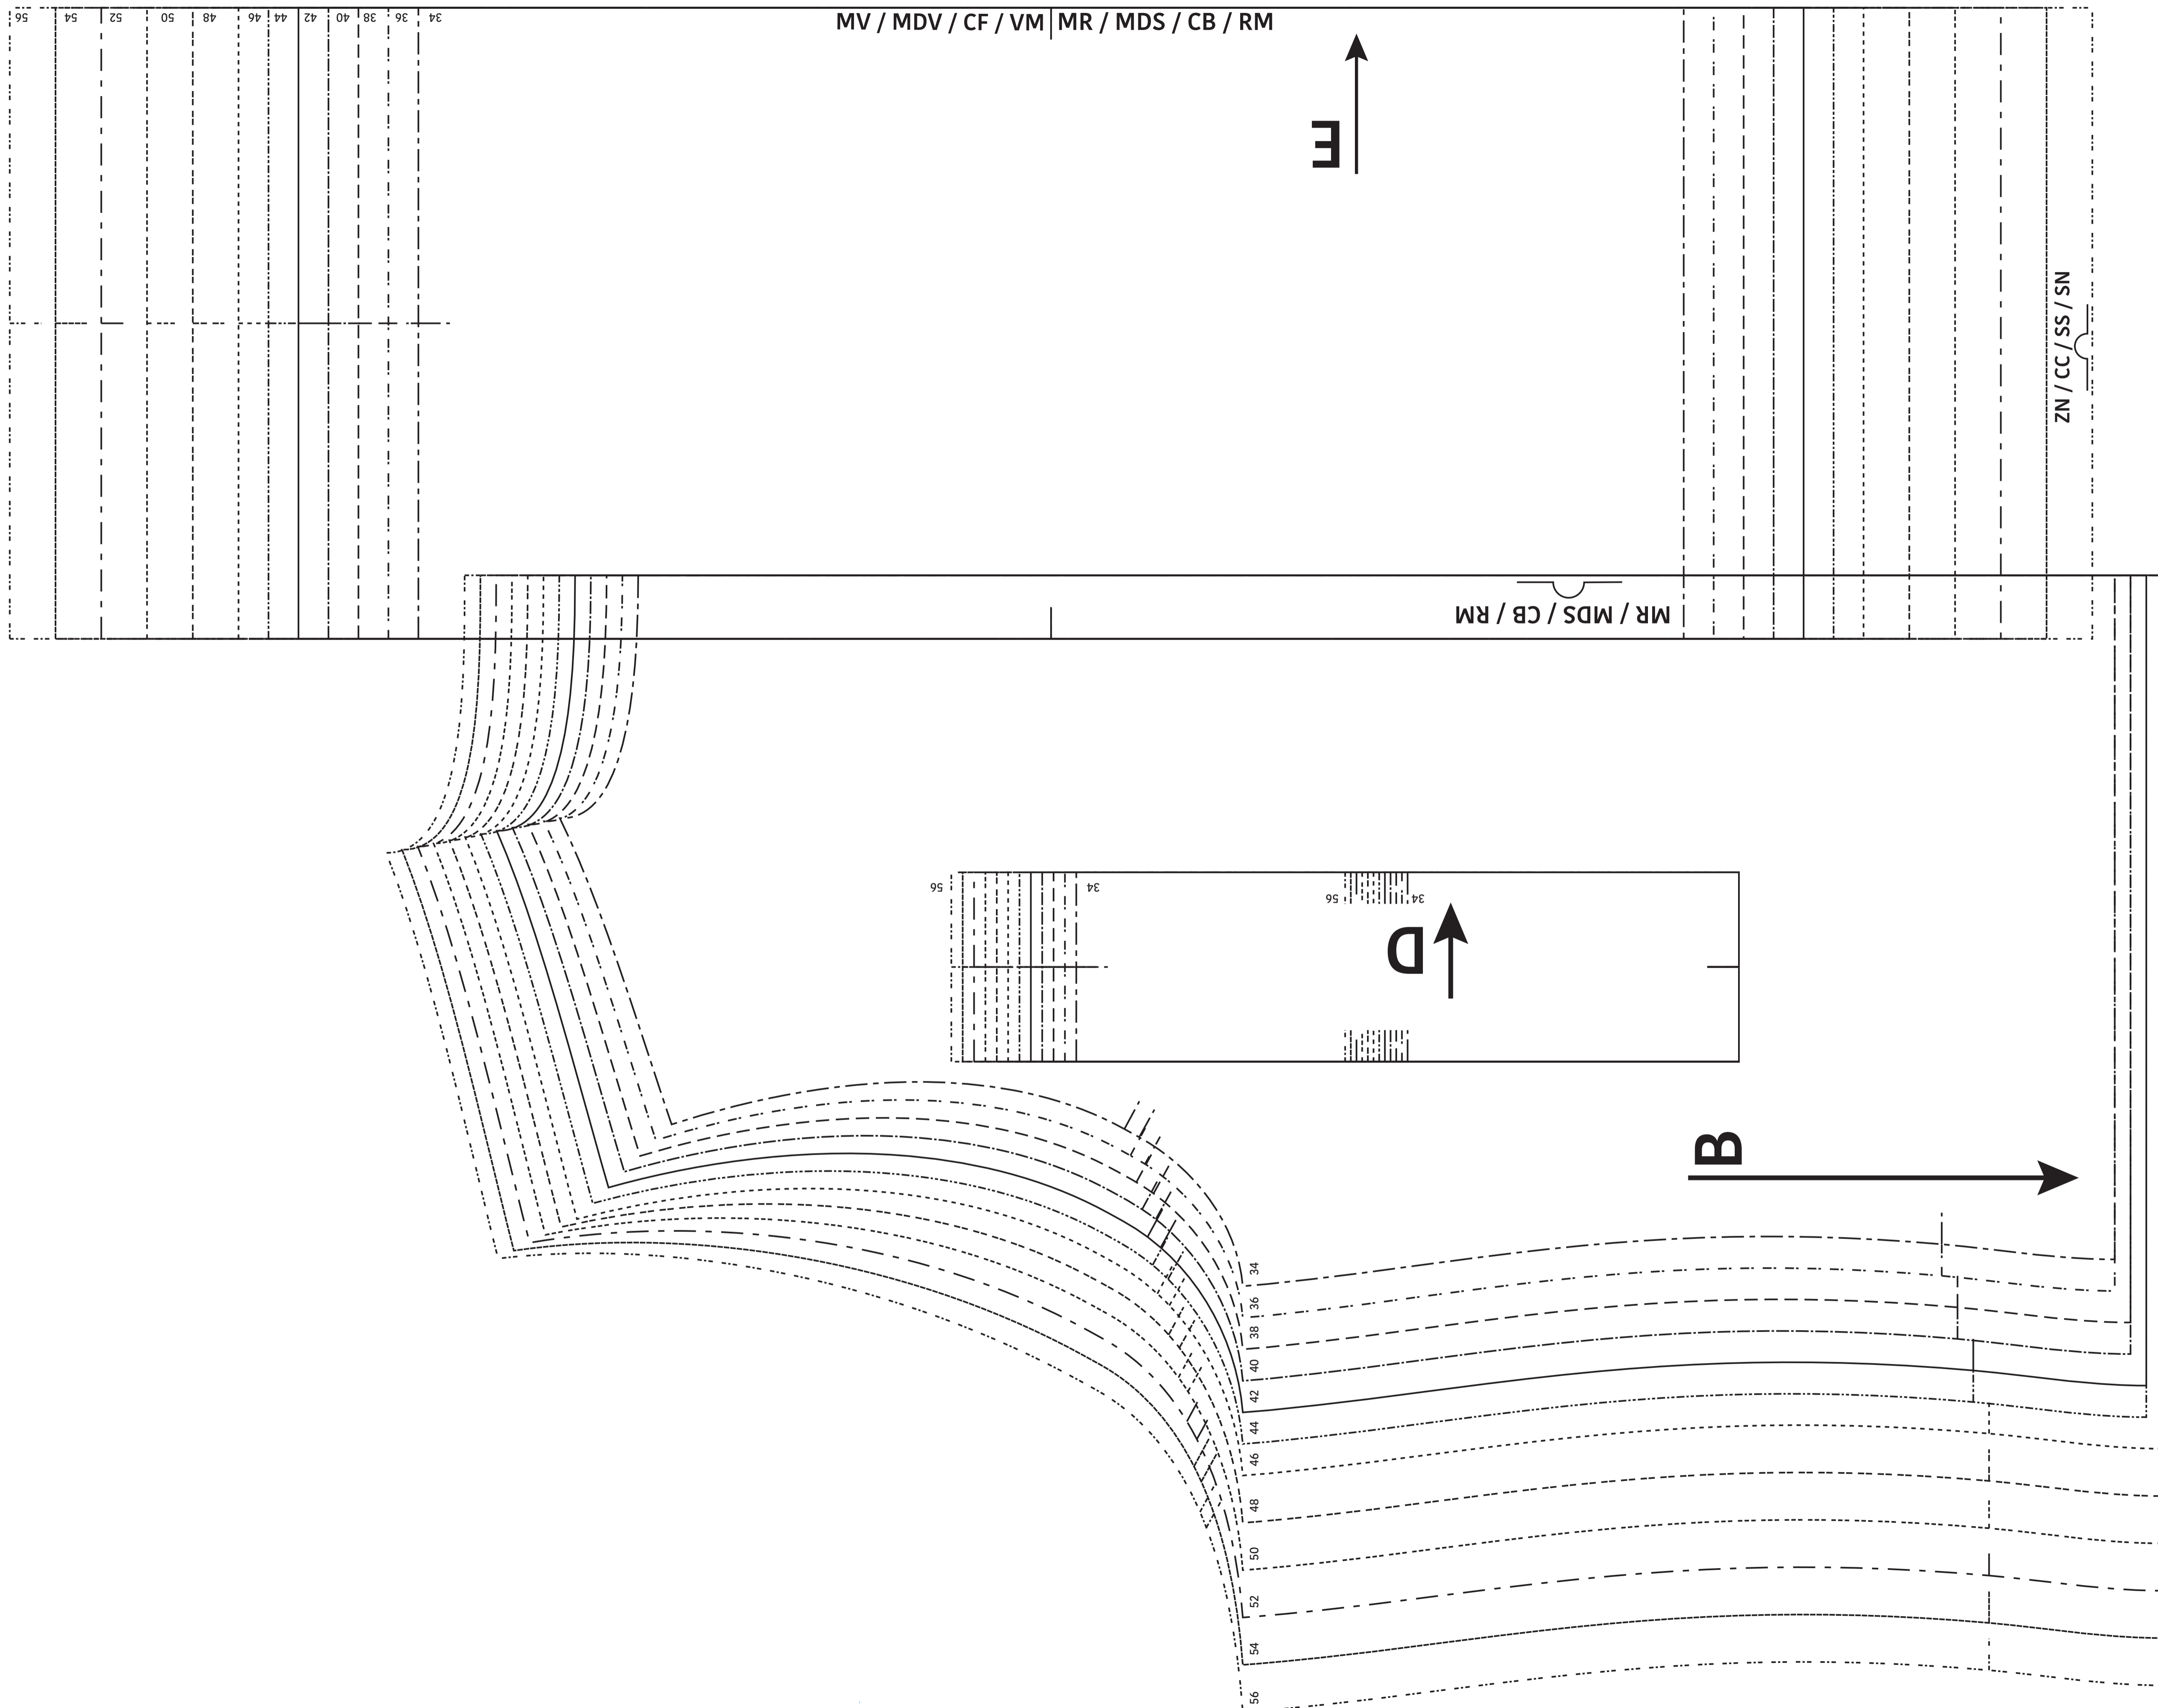 56 54 52 50 48 46 44 42 40 38 36 34
MV / MDV / CF / VM MR / MDS / CB / RM
E
ZN / CC / SS / SN
MR / MDS / CB / RM
56 34
56 34
D
B
34
36
38
40
42
44
46
48
50
52
54
56